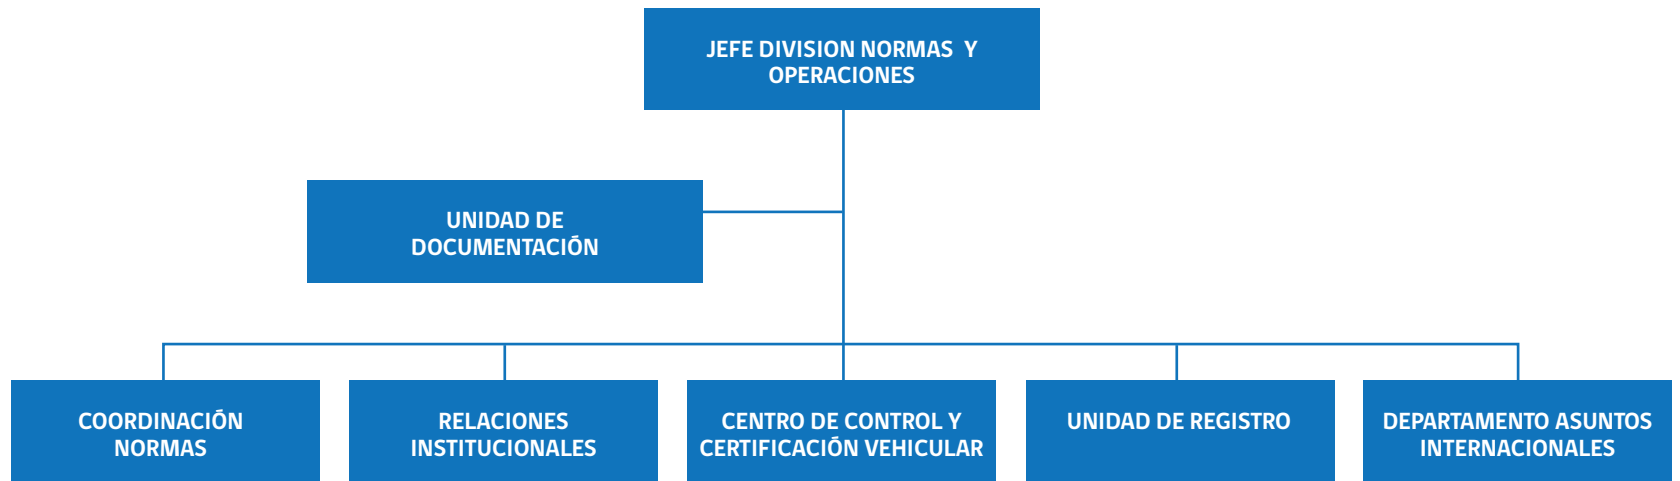 JEFE DIVISION NORMAS Y
OPERACIONES
UNIDAD DE
DOCUMENTACIÓN
COORDINACIÓN
NORMAS
RELACIONES
INSTITUCIONALES
CENTRO DE CONTROL Y
CERTIFICACIÓN VEHICULAR
UNIDAD DE REGISTRO
DEPARTAMENTO ASUNTOS
INTERNACIONALES